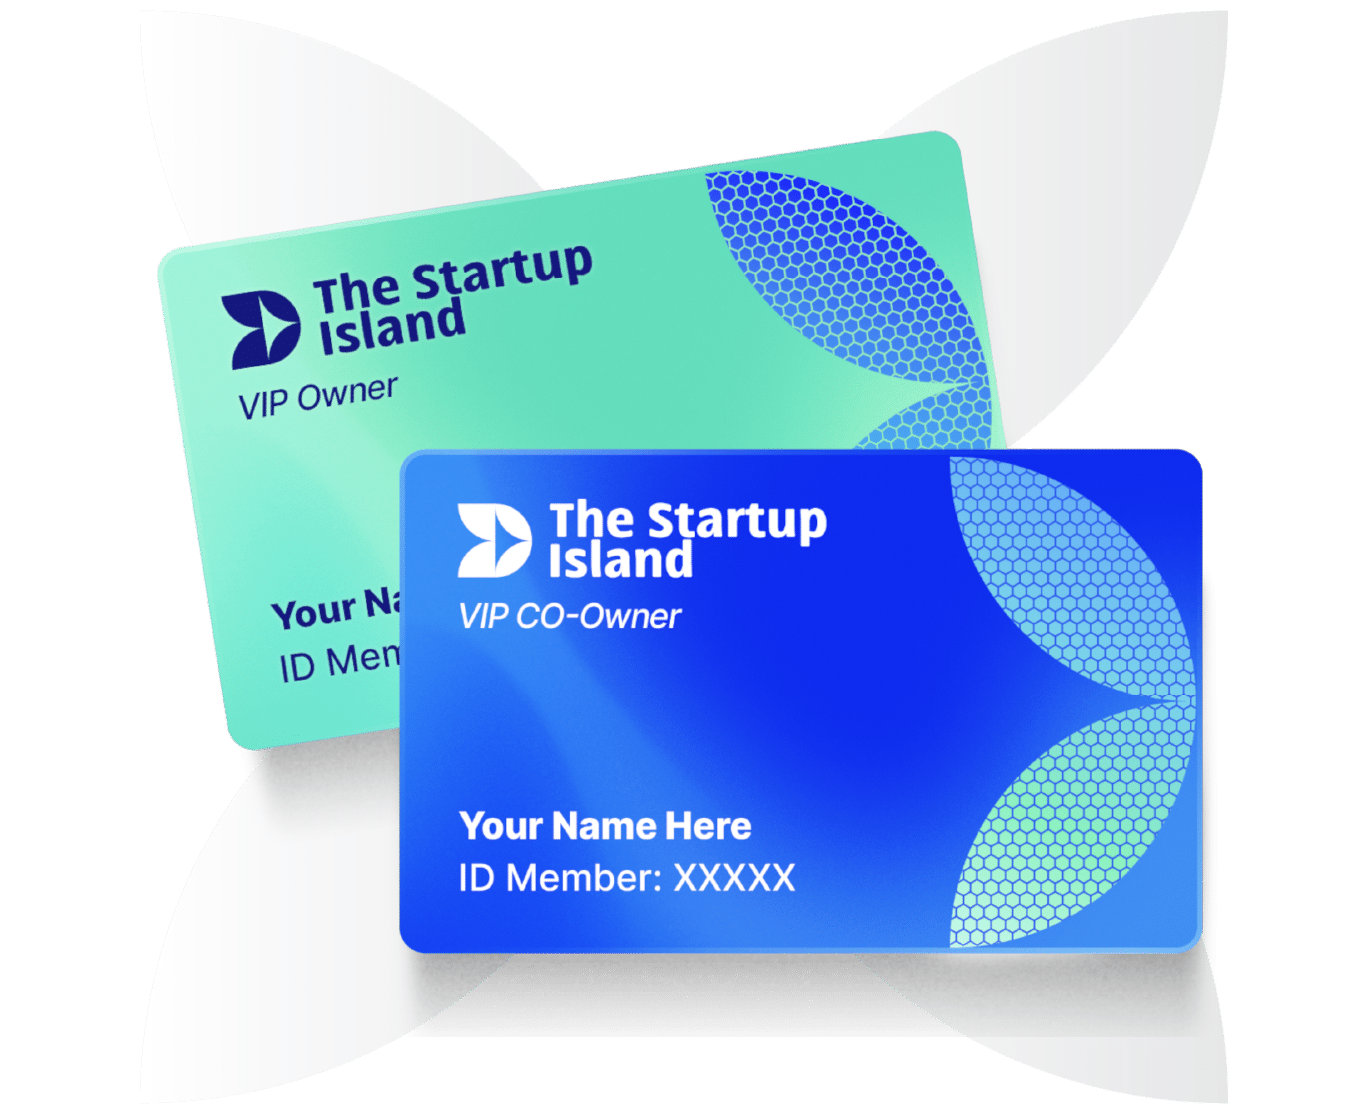 The Startup
Island
VIP Owner
Your Na
ID Mem
The Startup
Island
VIP CO-Owner
Your Name Here
ID Member: XXXXX